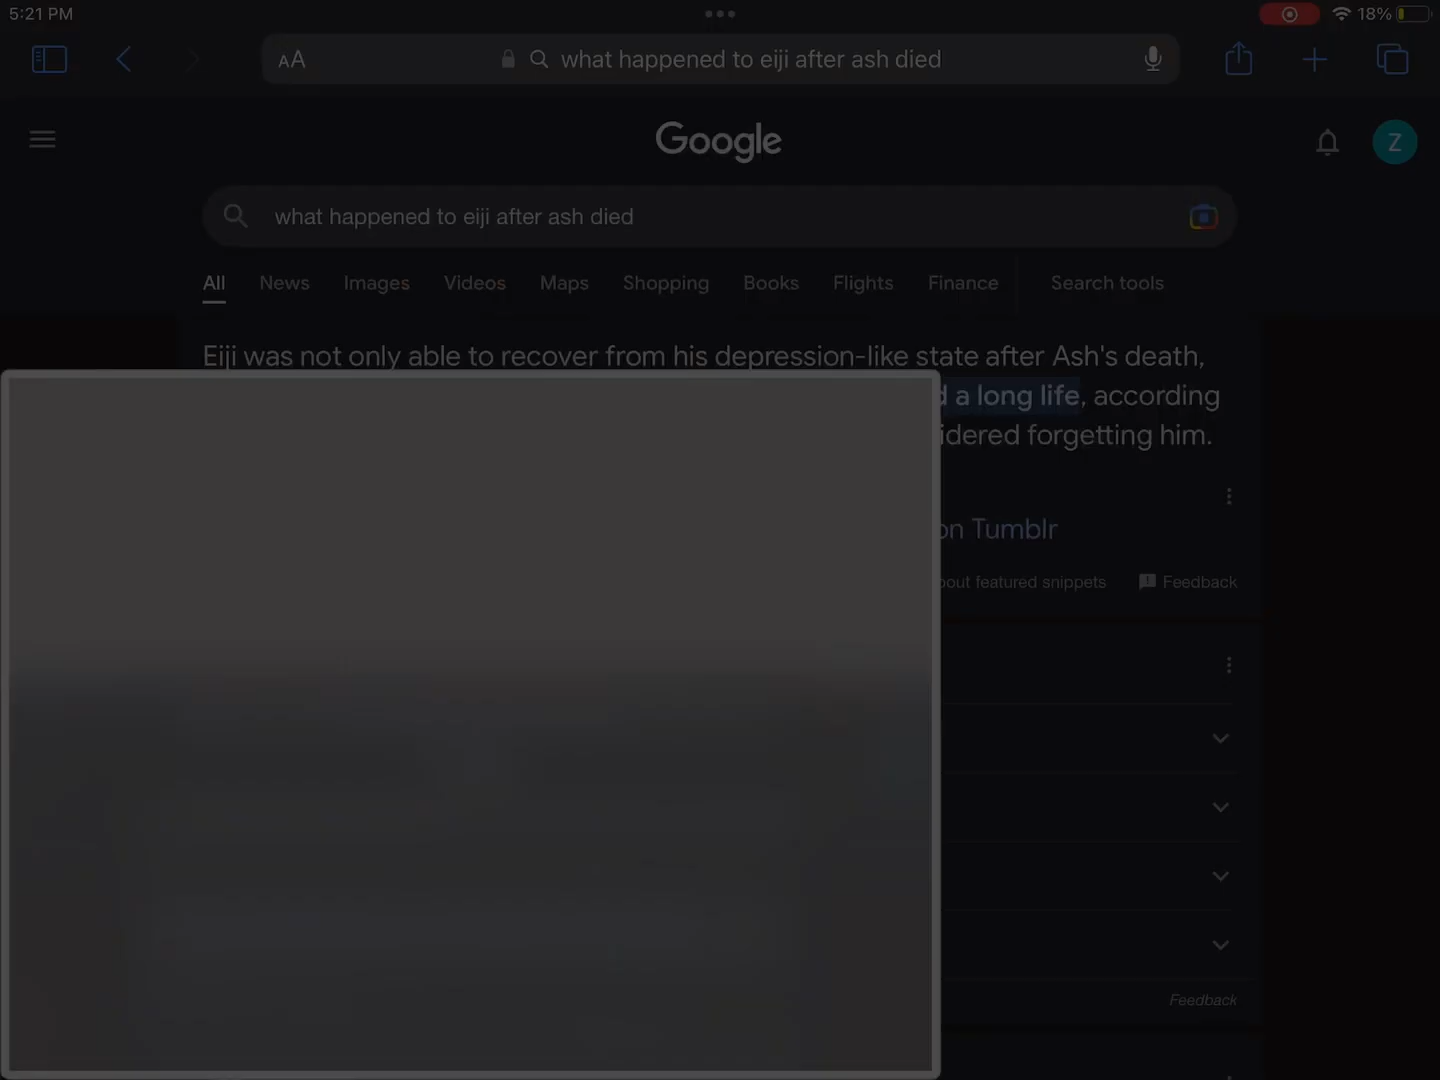 5:21 PM
18%
AA
what happened to eiji after ash died
Google
Z
what happened to eiji after ash died
All News Images Videos Maps Shopping Books Flights Finance Search tools
Eiji was not only able to recover from his depression-like state after Ash's death,
a long life, according
him.
forgetting
on Tumblr
featured snippets
Feedback
Feedback